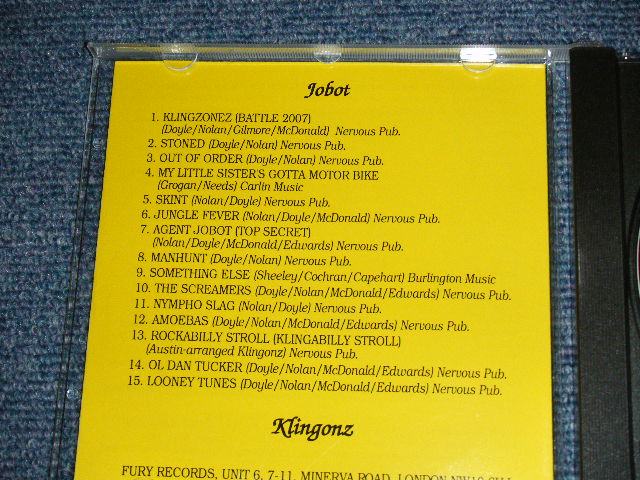 Jobot
1. KLINGZONEZ (BATTLE 2007)
(Doyle/Nolan/Gilmore/McDonald) Nervous Pub.
2. STONED (Doyle/Nolan) Nervous Pub.
3. OUT OF ORDER (Doyle/Nolan) Nervous Pub.
4. MY LITTLE SISTER'S GOTTA MOTOR BIKE
(Grogan/Needs) Carlin Music
5. SKINT (Nolan/Doyle) Nervous Pub.
6. JUNGLE FEVER (Nolan/Doyle/McDonald) Nervous Pub.
7. AGENT JOBOT (TOP SECRET)
(Nolan/Doyle/McDonald/Edwards) Nervous Pub.
8. MANHUNT (Doyle/Nolan) Nervous Pub.
9. SOMETHING ELSE (Sheeley/Cochran/Capehart) Burlington Music
10. THE SCREAMERS (Doyle/Nolan/McDonald/Edwards) Nervous Pub.
11. NYMPHO SLAG (Nolan/Doyle) Nervous Pub.
12. AMOEBAS (Doyle/Nolan/McDonald/Edwards) Nervous Pub.
13. ROCKABILLY STROLL (KLINGABILLY STROLL)
(Austin-arranged Klingonz) Nervous Pub.
14. OL DAN TUCKER (Doyle/Nolan/McDonald/Edwards) Nervous Pub.
15. LOONEY TUNES (Doyle/Nolan/McDonald/Edwards) Nervous Pub.
Klingonz
FURY RECORDS, UNIT 6, 7-11, MINERVA ROAD, LONDON